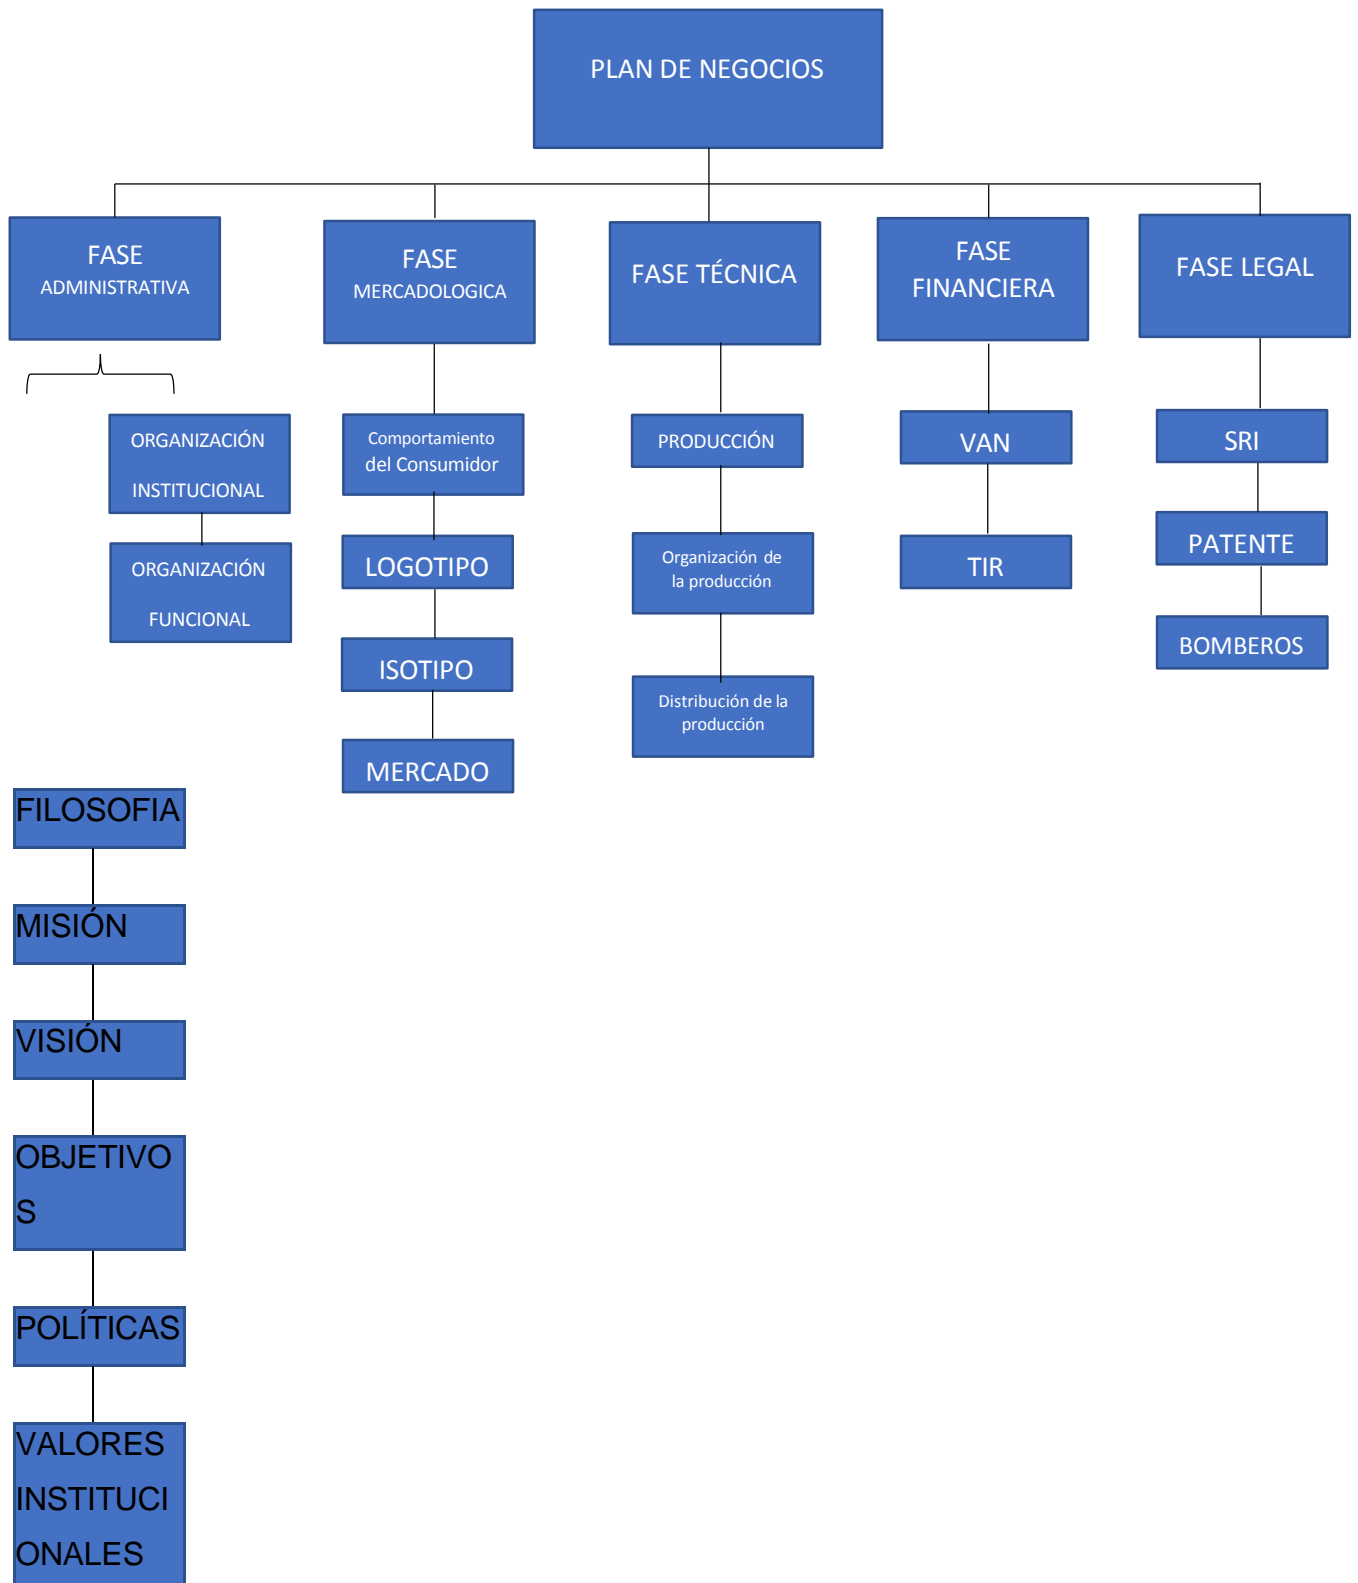 PLAN DE NEGOCIOS
FASE
ADMINISTRATIVA
FASE
MERCADOLOGICA
FASE TÉCNICA
FASE
FINANCIERA
FASE LEGAL
ORGANIZACIÓN
INSTITUCIONAL
ORGANIZACIÓN
FUNCIONAL
Comportamiento
del Consumidor
LOGOTIPO
ISOTIPO
MERCADO
PRODUCCIÓN
Organización de
la producción
Distribución de la
producción
VAN
TIR
SRI
PATENTE
BOMBEROS
FILOSOFIA
MISIÓN
VISIÓN
OBJETIVO
S
POLÍTICAS
VALORES
INSTITUCI
ONALES